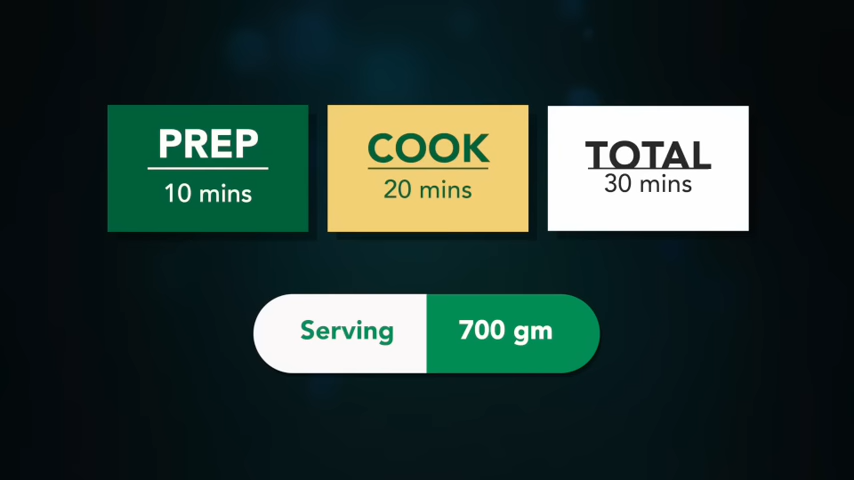 PREP
10 mins
COOK
20 mins
TOTAL
30 mins
Serving 700 gm